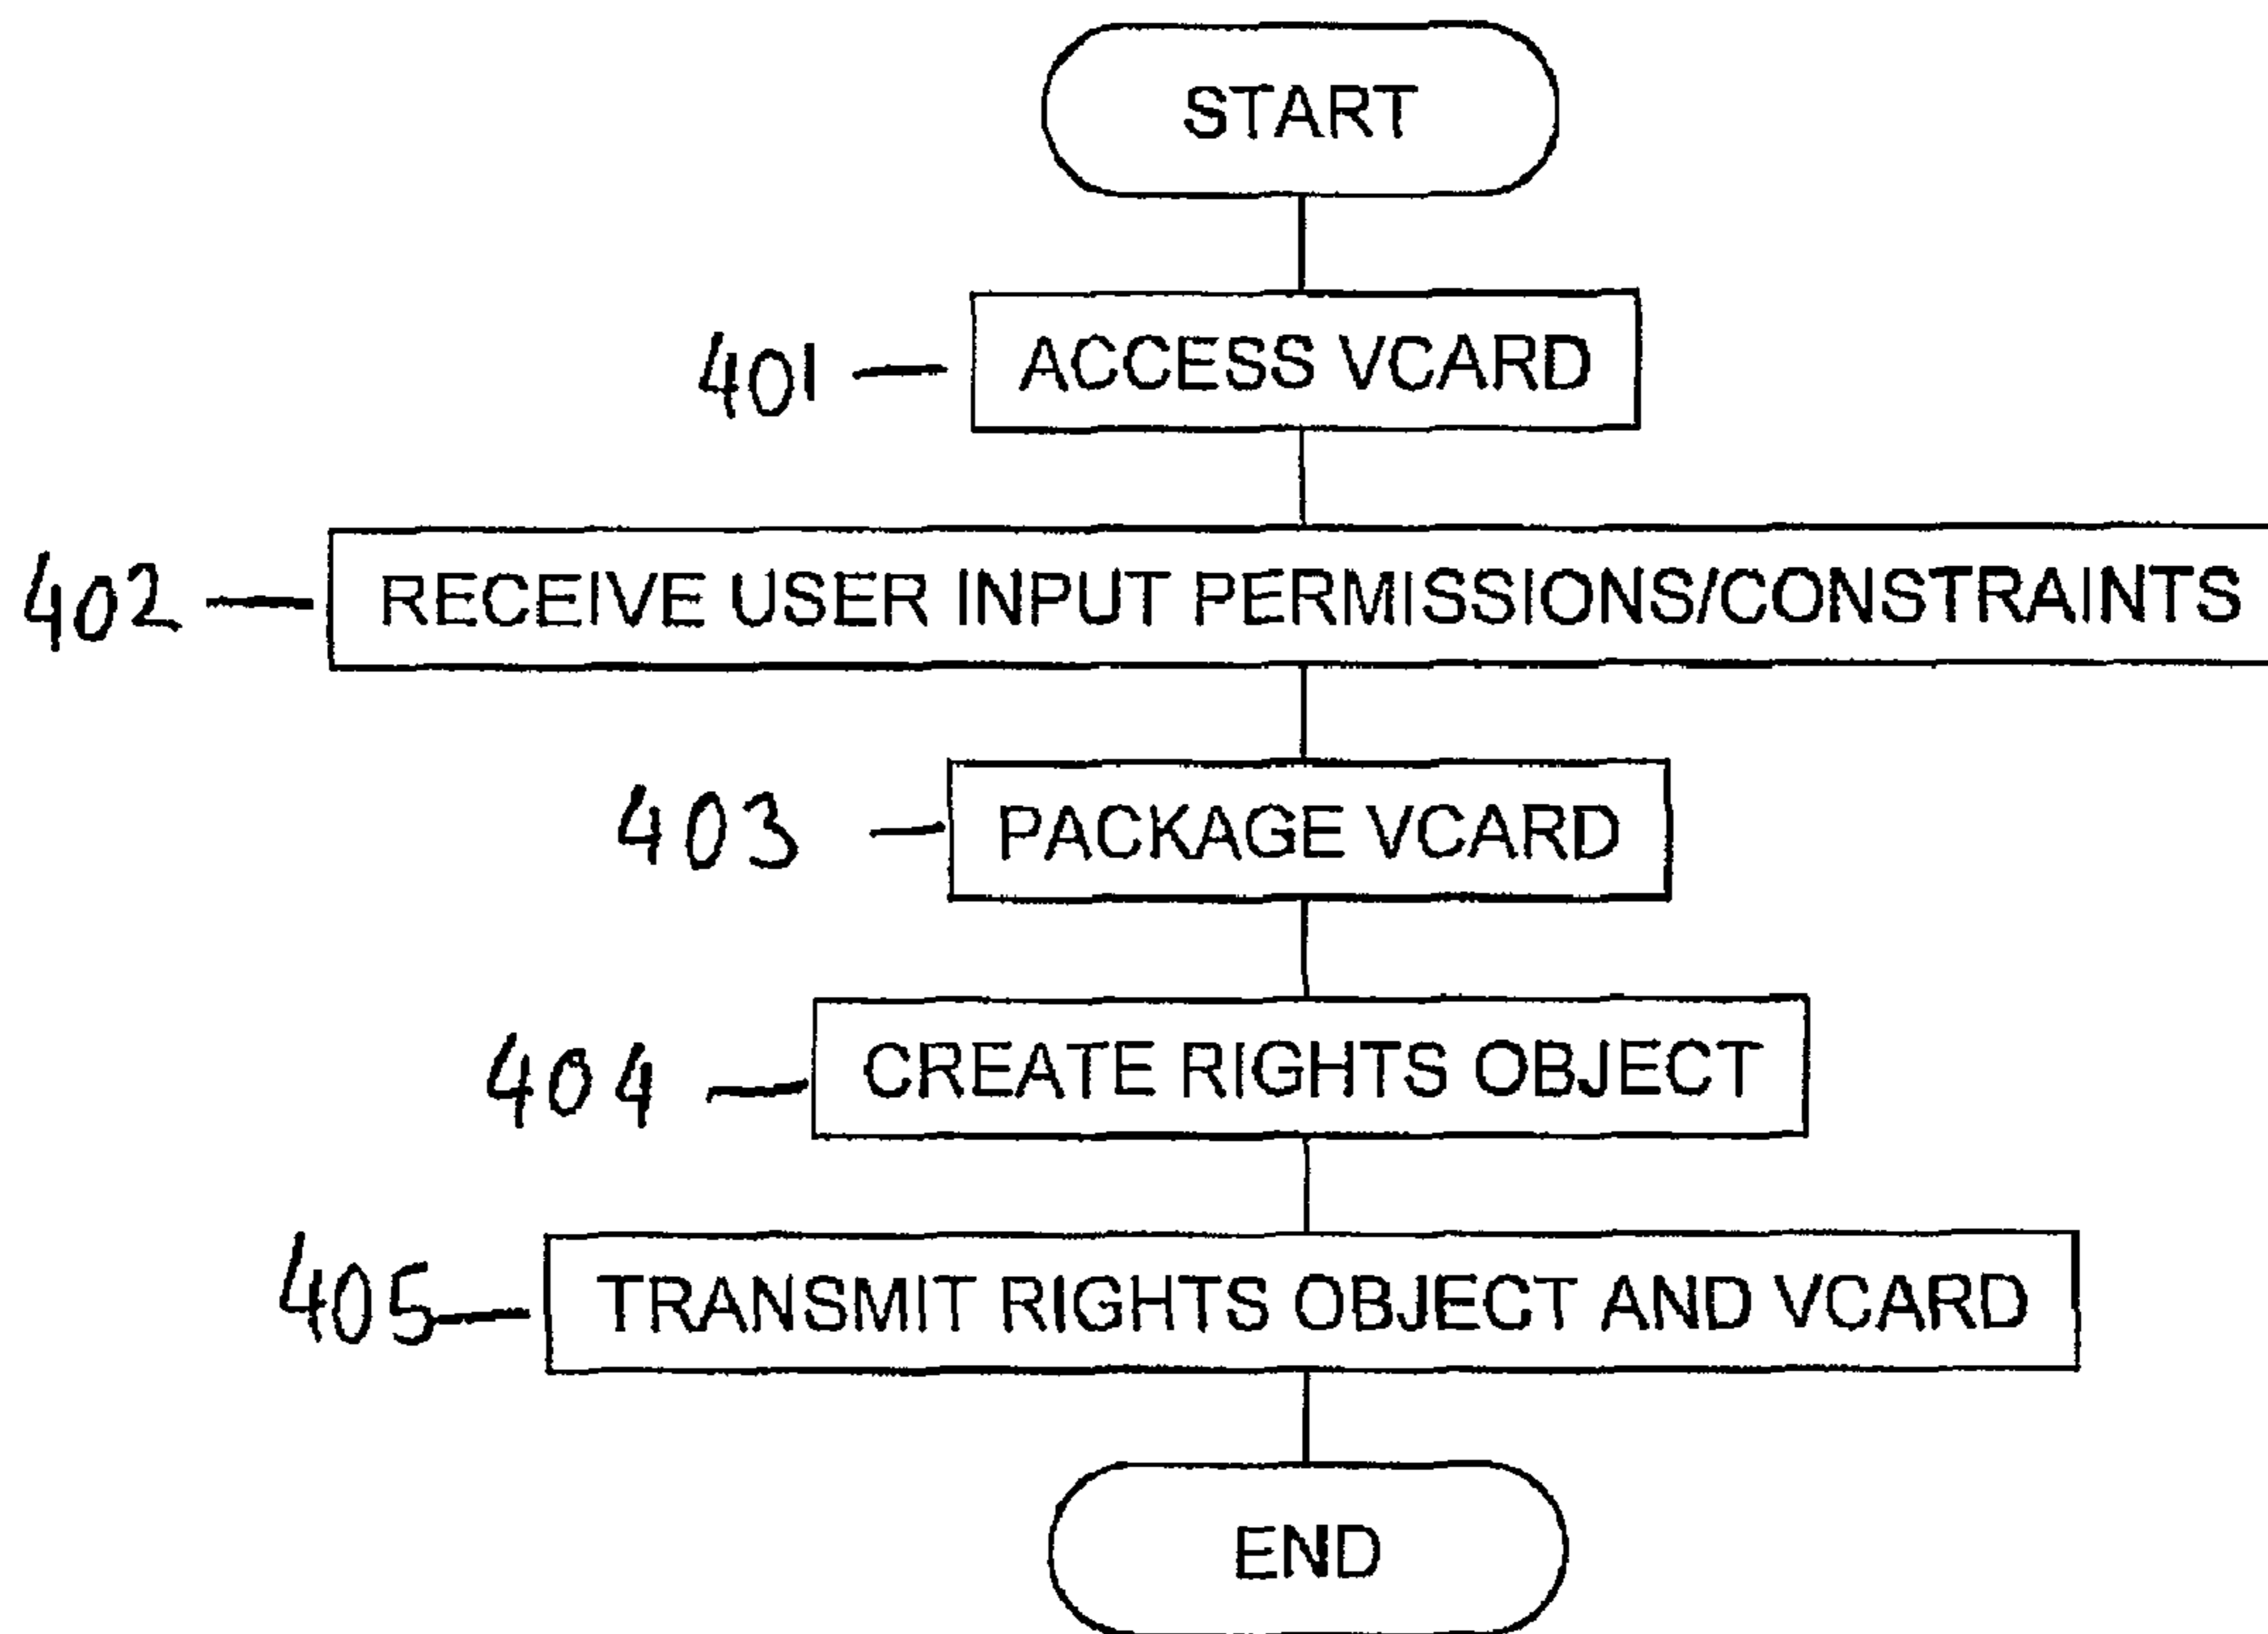 START
401 ACCESS VCARD
402 RECEIVE USER INPUT PERMISSIONS/CONSTRAINTS
403 PACKAGE VCARD
404 CREATE RIGHTS OBJECT
405 TRANSMIT RIGHTS OBJECT AND VCARD
END